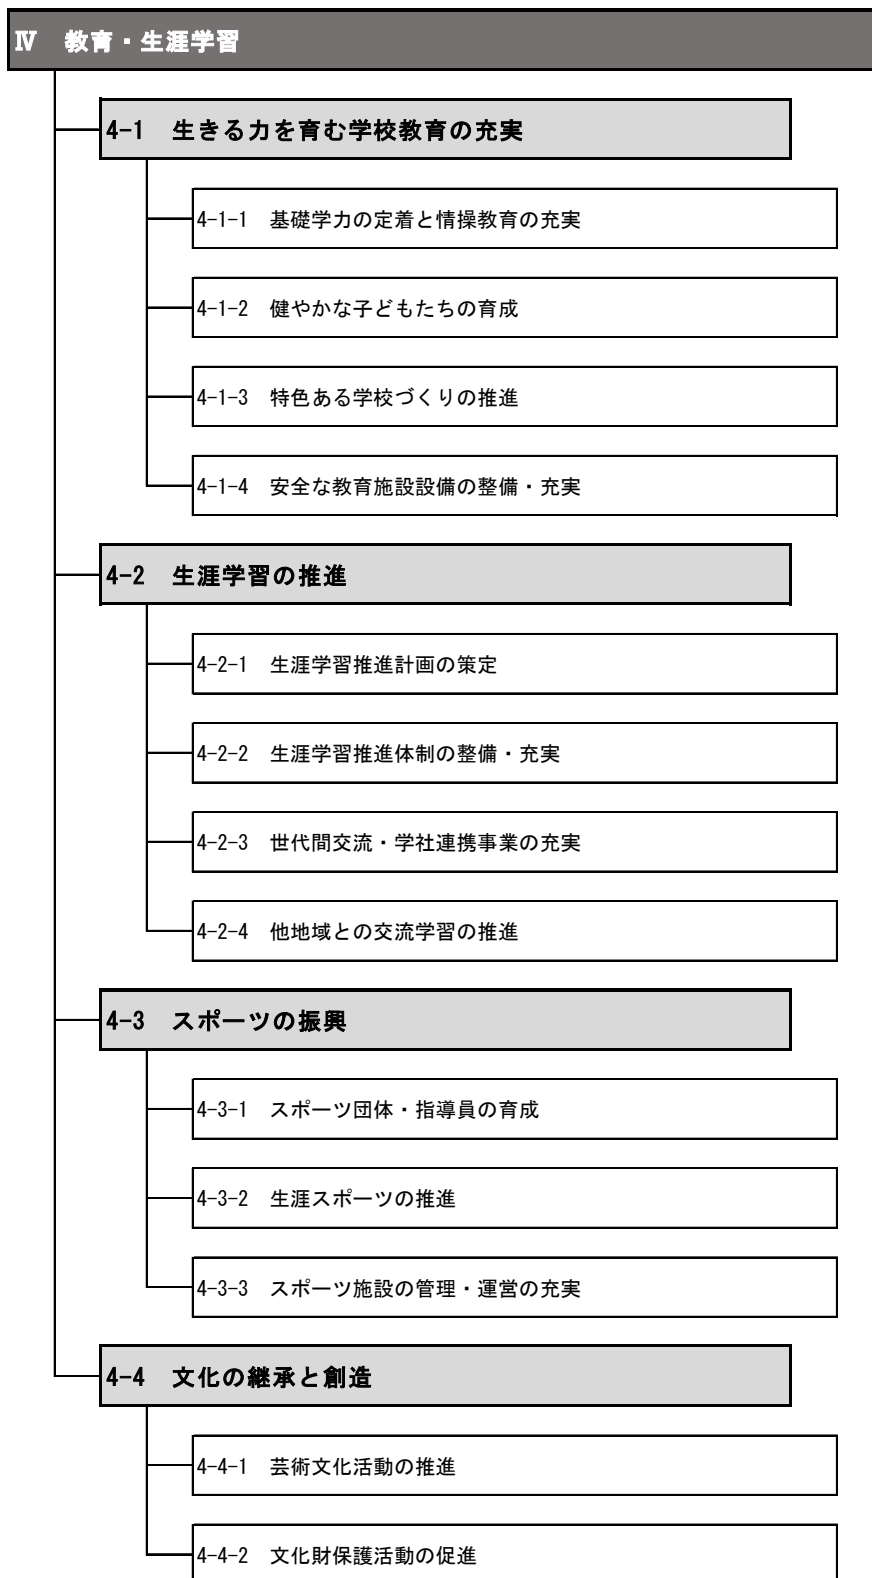 Ⅳ　教育・生涯学習
4-1　生きる力を育む学校教育の充実
4-1-1　基礎学力の定着と情操教育の充実
4-1-2　健やかな子どもたちの育成
4-1-3　特色ある学校づくりの推進
4-1-4　安全な教育施設設備の整備・充実
4-2　生涯学習の推進
4-2-1　生涯学習推進計画の策定
4-2-2　生涯学習推進体制の整備・充実
4-2-3　世代間交流・学社連携事業の充実
4-2-4　他地域との交流学習の推進
4-3　スポーツの振興
4-3-1　スポーツ団体・指導員の育成
4-3-2　生涯スポーツの推進
4-3-3　スポーツ施設の管理・運営の充実
4-4　文化の継承と創造
4-4-1　芸術文化活動の推進
4-4-2　文化財保護活動の促進